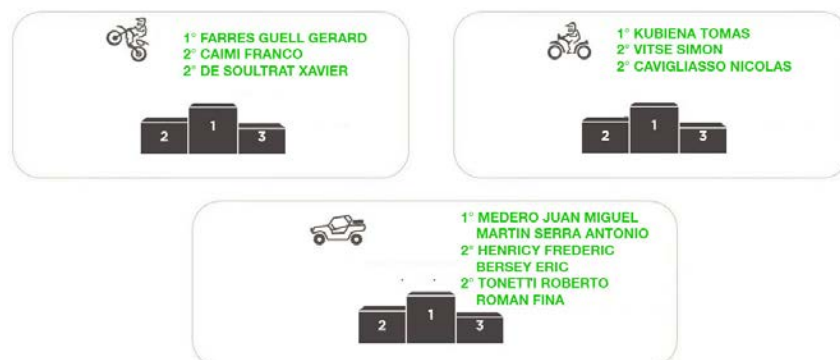 1° FARRES GUELL GERARD
2° CAIMI FRANCO
2° DE SOULTRAT XAVIER
2 1 3
1° KUBIENA TOMAS
2° VITSE SIMON
2° CAVIGLIASSO NICOLAS
2 1 3
1° MEDERO JUAN MIGUEL
MARTIN SERRA ANTONIO
2° HENRICY FREDERIC
BERSEY ERIC
2° TONETTI ROBERTO
ROMAN FINA
2 1 3